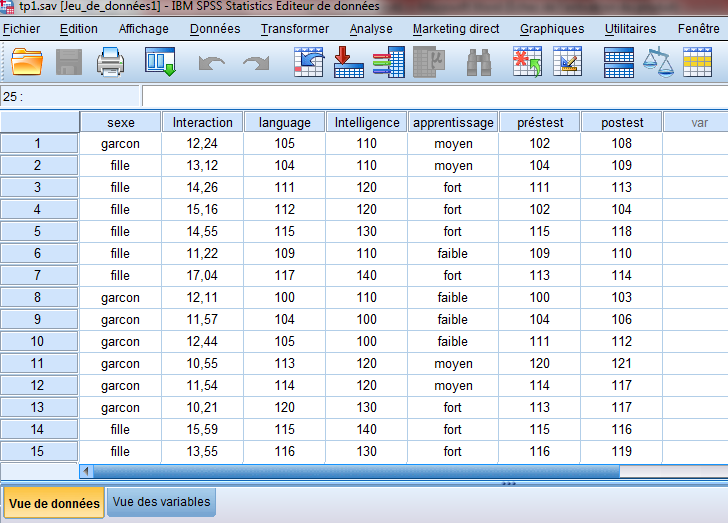 tp1.sav [Jeu_de_données1] - IBM SPSS Statistics Editeur de données
Fichier Edition Affichage Données Transformer Analyse Marketing direct Graphiques Utilitaires Fenêtre
25 :
sexe Interaction language Intelligence apprentissage préstest postest var
1 garcon 12,24 105 110 moyen 102 108
2 fille 13,12 104 110 moyen 104 109
3 fille 14,26 111 120 fort 111 113
4 fille 15,16 112 120 fort 102 104
5 fille 14,55 115 130 fort 115 118
6 fille 11,22 109 110 faible 109 110
7 fille 17,04 117 140 fort 113 114
8 garcon 12,11 100 110 faible 100 103
9 garcon 11,57 104 100 faible 104 106
10 garcon 12,44 105 100 faible 111 112
11 garcon 10,55 113 120 moyen 120 121
12 garcon 11,54 114 120 moyen 114 117
13 garcon 10,21 120 130 fort 113 117
14 fille 15,59 115 140 fort 115 116
15 fille 13,55 116 130 fort 116 119
Vue de données Vue des variables